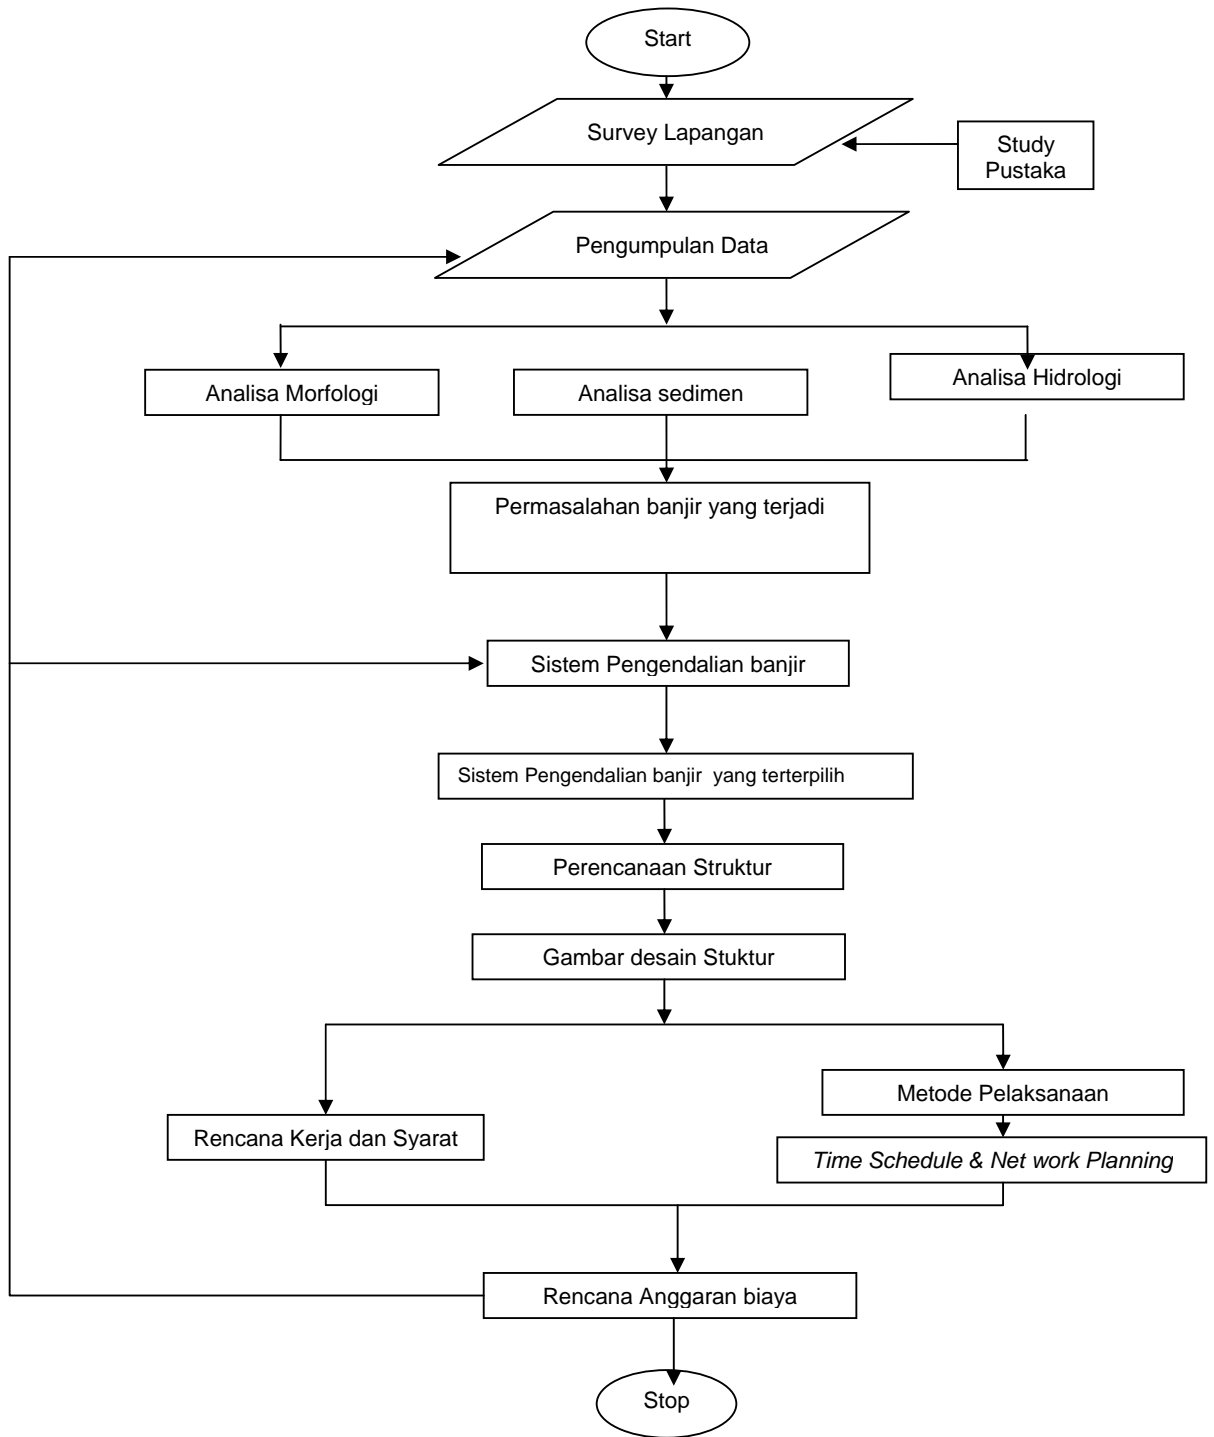 Start
Survey Lapangan
Study
Pustaka
Pengumpulan Data
Analisa Morfologi
Analisa sedimen
Analisa Hidrologi
Permasalahan banjir yang terjadi
Sistem Pengendalian banjir
Sistem Pengendalian banjir yang terterpilih
Perencanaan Struktur
Gambar desain Stuktur
Metode Pelaksanaan
Rencana Kerja dan Syarat
Time Schedule & Net work Planning
Rencana Anggaran biaya
Stop